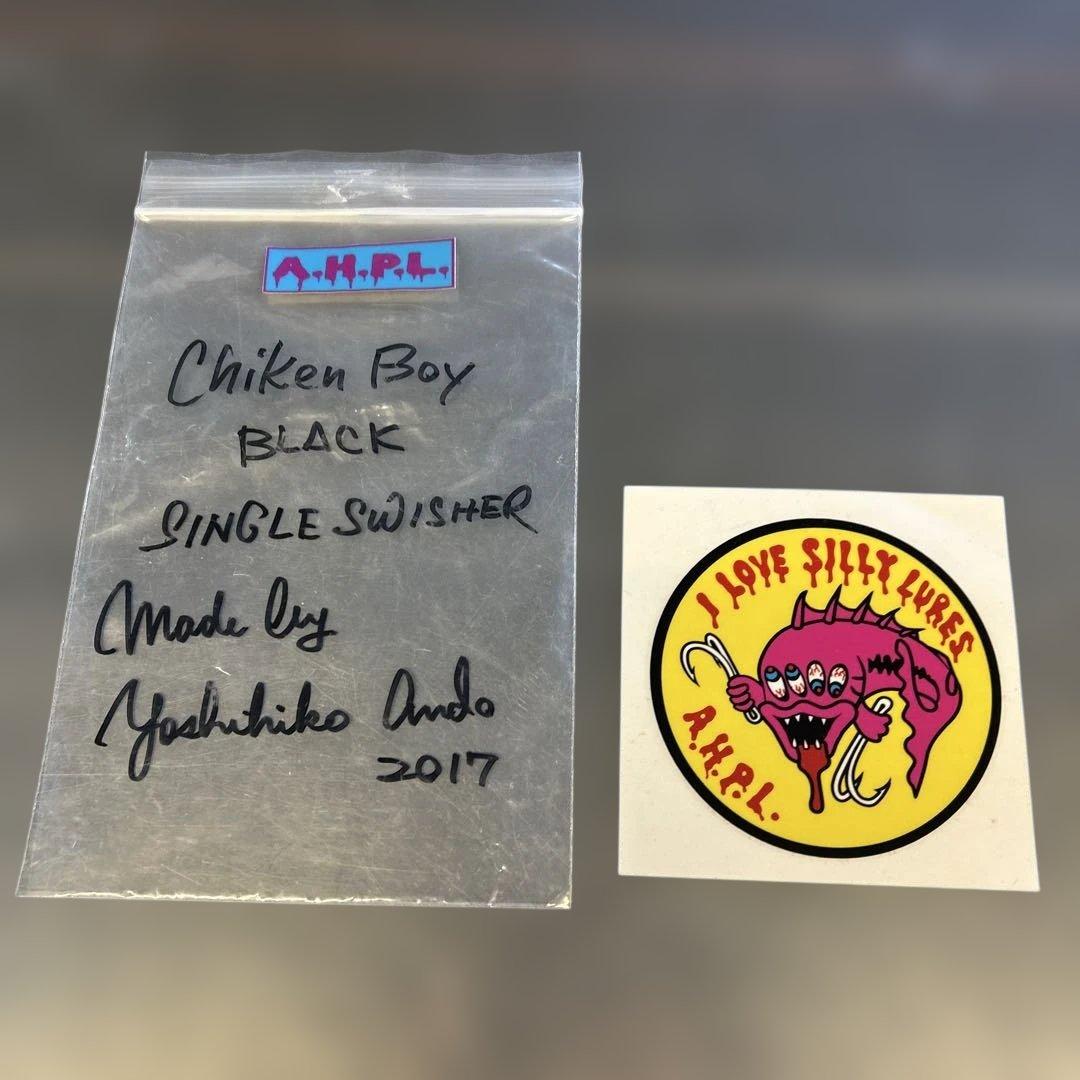 A.H.P.L.
Chiken Boy
BLACK
SINGLE SWISHER
Made by
Yoshihiko Ando
2017
I LOVE SILLY LURES
A.H.P.L.